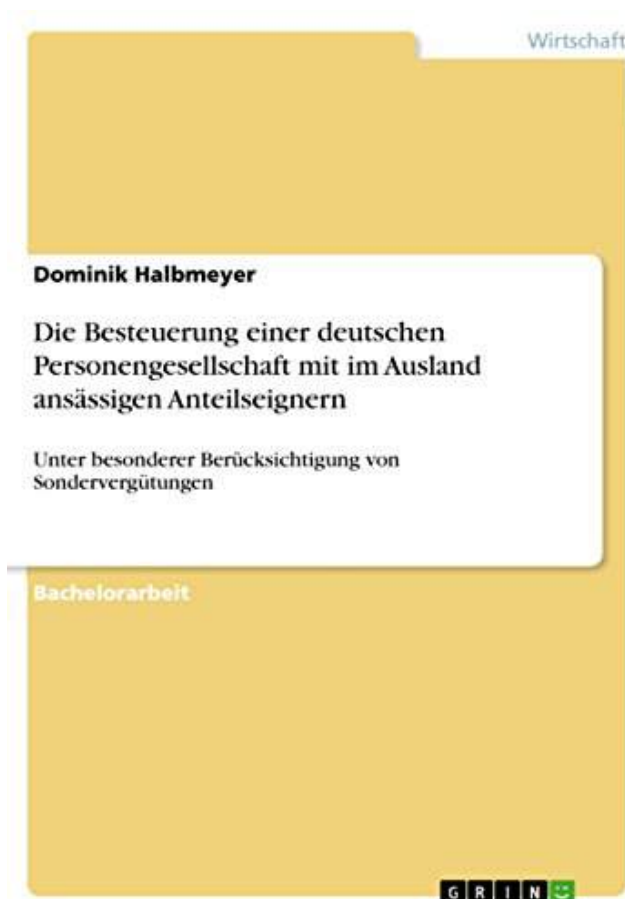 Wirtschaft
Dominik Halbmeyer
Die Besteuerung einer deutschen
Personengesellschaft mit im Ausland
ansässigen Anteilseignern
Unter besonderer Berücksichtigung von
Sondervergütungen
Bachelorarbeit
GRIN